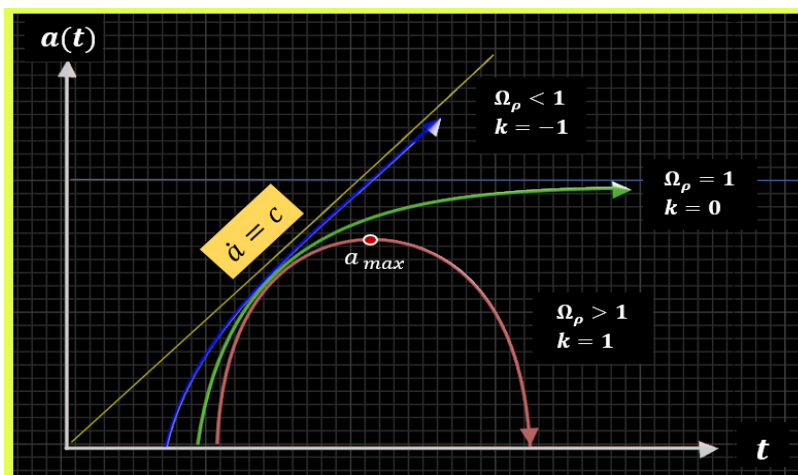 a(t)
Ω_ρ < 1
k = −1
Ω_ρ = 1
k = 0
ȧ = c
a_max
Ω_ρ > 1
k = 1
t